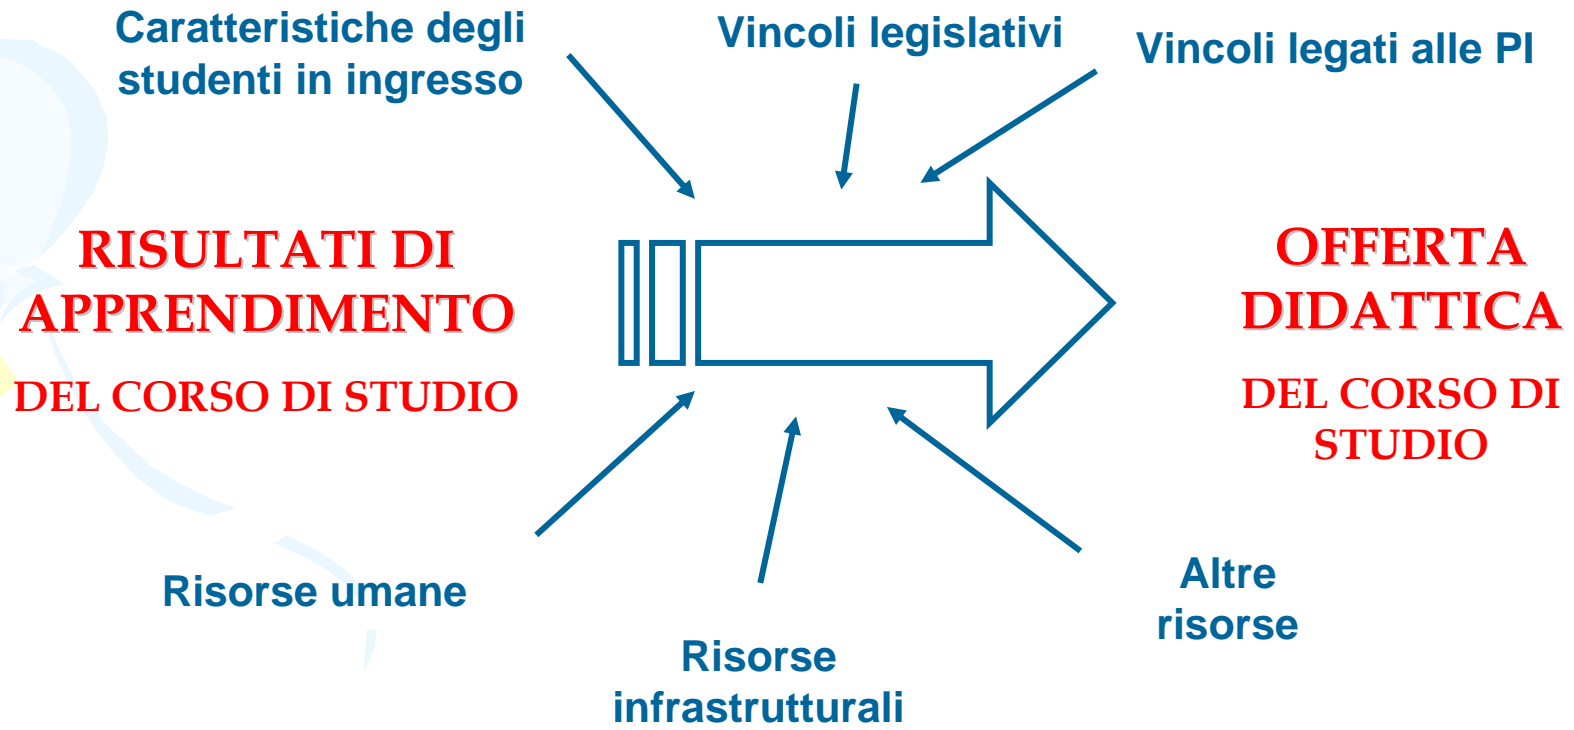 Caratteristiche degli
studenti in ingresso
Vincoli legislativi
Vincoli legati alle PI
RISULTATI DI
APPRENDIMENTO
DEL CORSO DI STUDIO
OFFERTA
DIDATTICA
DEL CORSO DI
STUDIO
Risorse umane
Risorse
infrastrutturali
Altre
risorse